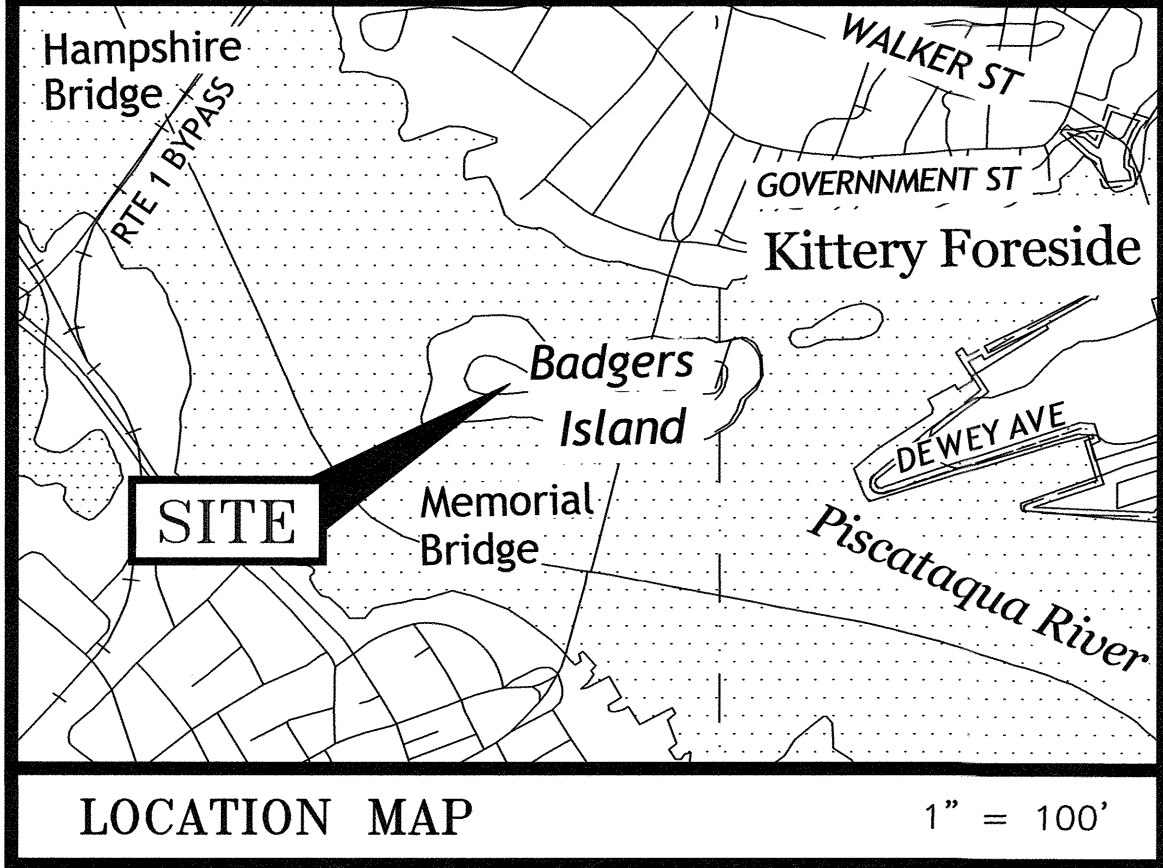 Hampshire
Bridge
RTE 1 BYPASS
WALKER ST
GOVERNNMENT ST
Kittery Foreside
Badgers
Island
DEWEY AVE
SITE
Memorial
Bridge
Piscataqua River
LOCATION MAP
1" = 100'